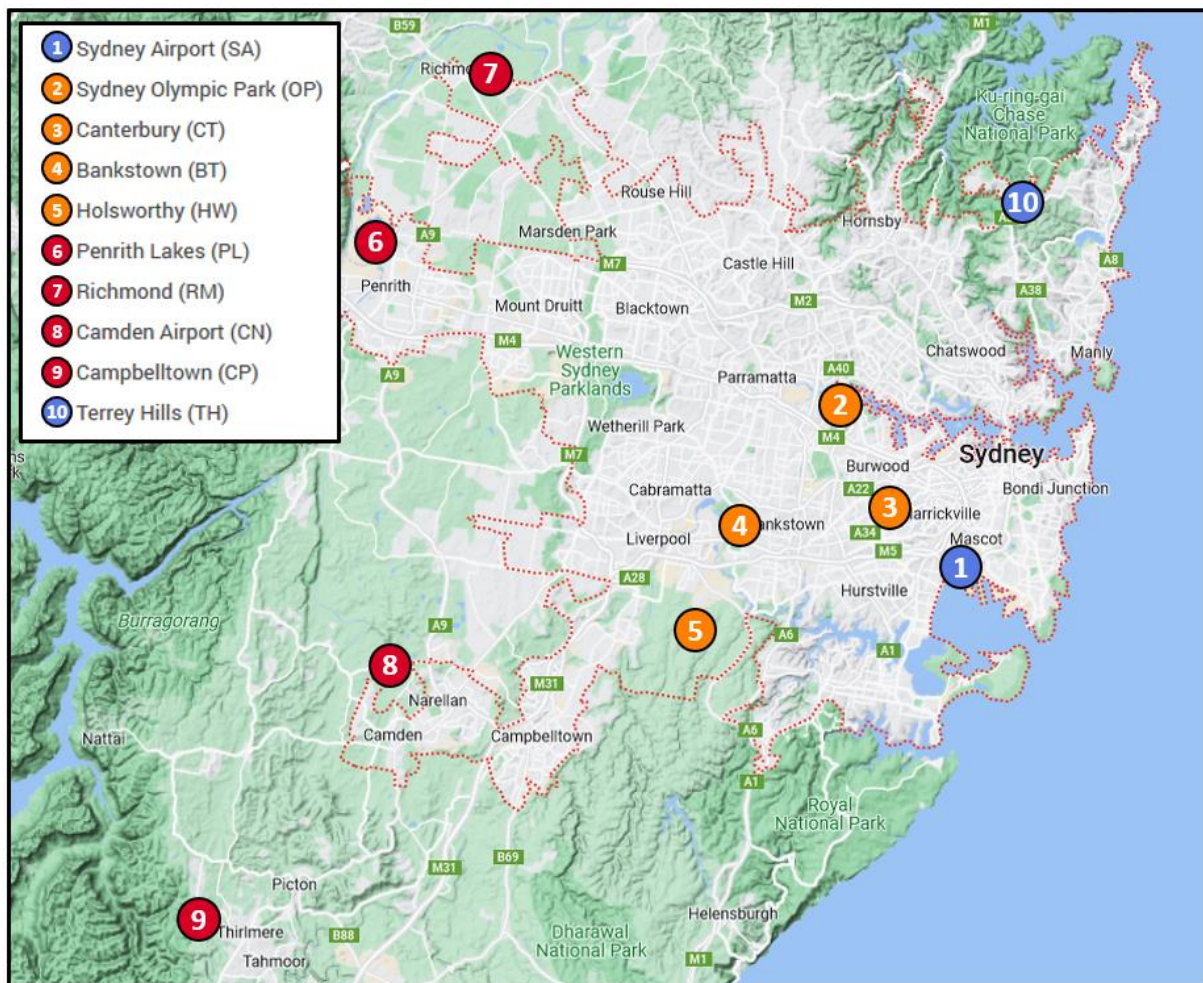 1 Sydney Airport (SA)
2 Sydney Olympic Park (OP)
3 Canterbury (CT)
4 Bankstown (BT)
5 Holsworthy (HW)
6 Penrith Lakes (PL)
7 Richmond (RM)
8 Camden Airport (CN)
9 Campbelltown (CP)
10 Terrey Hills (TH)
B59
M1
Richmo
7
Ku-ring-gai
Chase
National Park
10
Rouse Hill
Hornsby
6
A9
Marsden Park
M7
Castle Hill
A8
Penrith
Mount Druitt
Blacktown
M2
A38
M4
Western
Sydney
Parklands
Chatswood
Manly
A9
Parramatta
A40
2
Wetherill Park
M4
M7
Burwood
Sydney
Cabramatta
A22
3
arrickville
Bondi Junction
4
ankstown
Liverpool
A34
M5
Mascot
1
A28
Hurstville
Burragorang
A9
5
A6
A1
8
M31
Narellan
Nattai
Camden
Campbelltown
A6
A1
Royal
National Park
M31
B69
Picton
9
Thirlmere
B88
Tahmoor
Dharawal
National Park
Helensburgh
M1